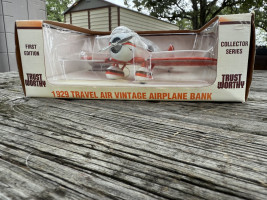 FIRST
EDITION
TRUST
WORTHY
COLLECTOR
SERIES
TRUST
WORTHY
1929 TRAVEL AIR VINTAGE AIRPLANE BANK